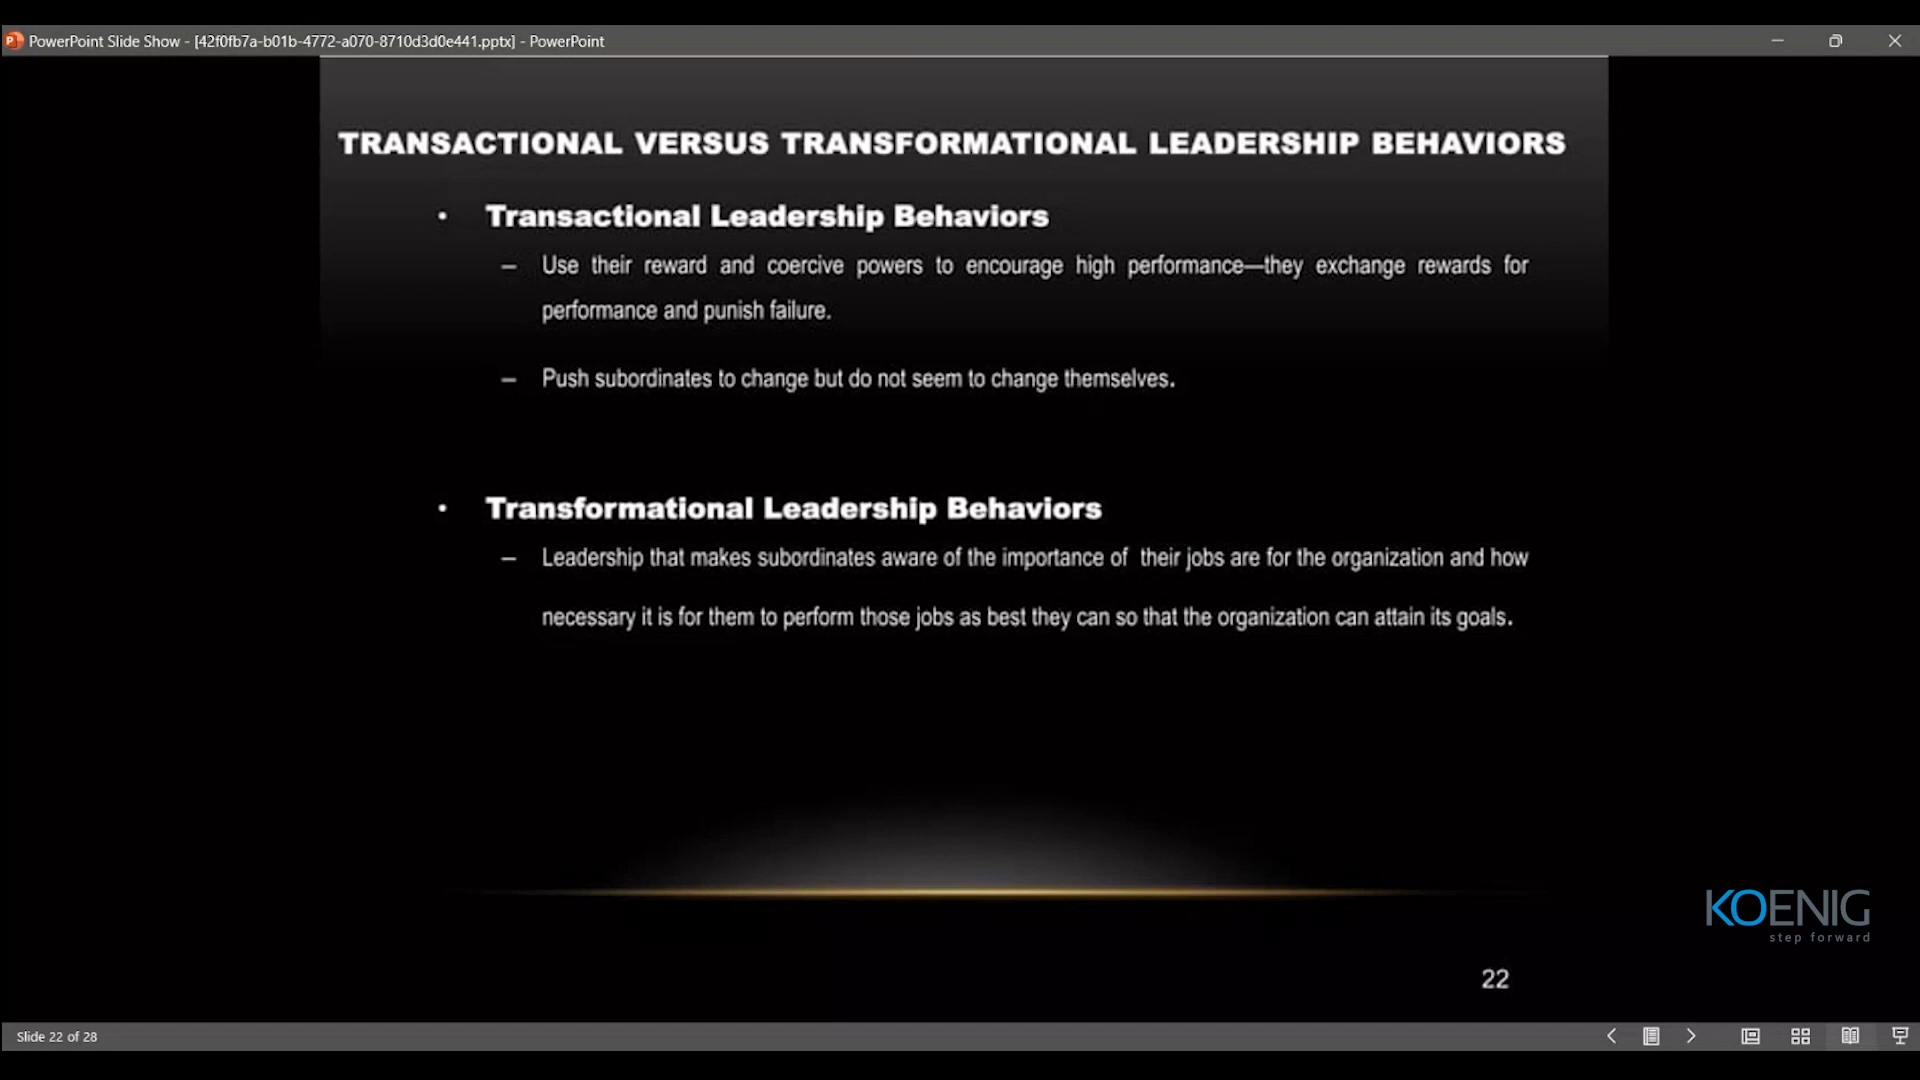 PowerPoint Slide Show - [42f0fb7a-b01b-4772-a070-8710d3d0e441.pptx] - PowerPoint
TRANSACTIONAL VERSUS TRANSFORMATIONAL LEADERSHIP BEHAVIORS
• Transactional Leadership Behaviors
– Use their reward and coercive powers to encourage high performance—they exchange rewards for
performance and punish failure.
– Push subordinates to change but do not seem to change themselves.
• Transformational Leadership Behaviors
– Leadership that makes subordinates aware of the importance of their jobs are for the organization and how
necessary it is for them to perform those jobs as best they can so that the organization can attain its goals.
KOENIG
step forward
22
Slide 22 of 28